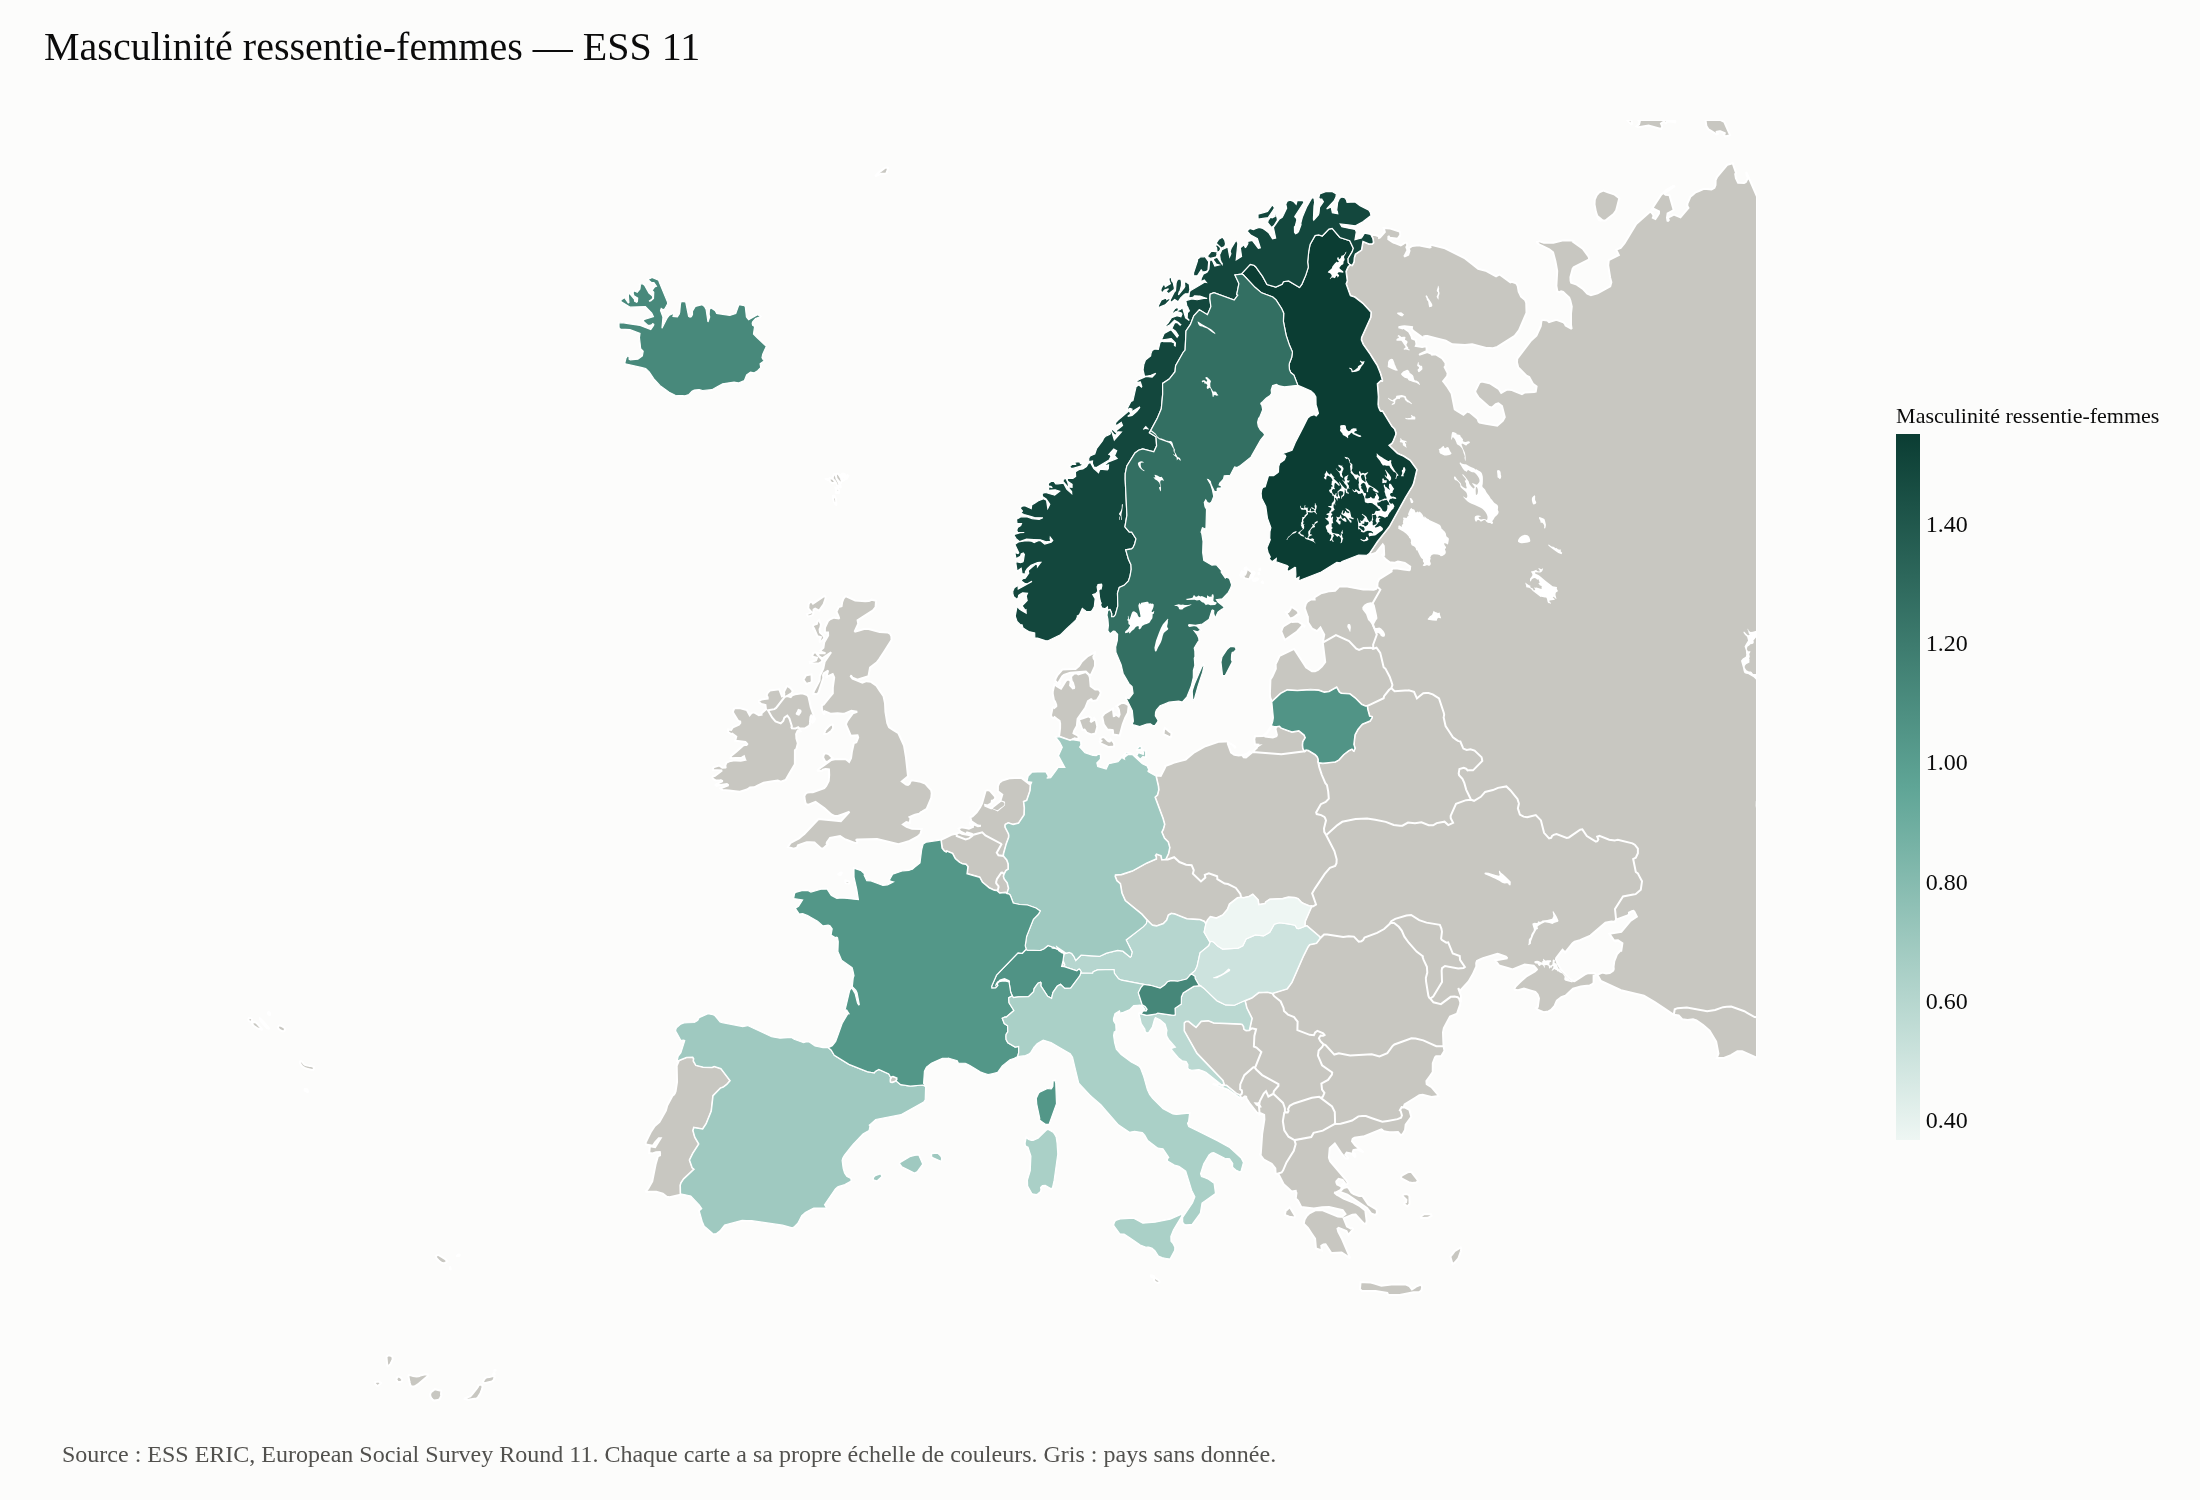 Masculinité ressentie-femmes — ESS 11
Masculinité ressentie-femmes
1.40
1.20
1.00
0.80
0.60
0.40
Source : ESS ERIC, European Social Survey Round 11. Chaque carte a sa propre échelle de couleurs. Gris : pays sans donnée.